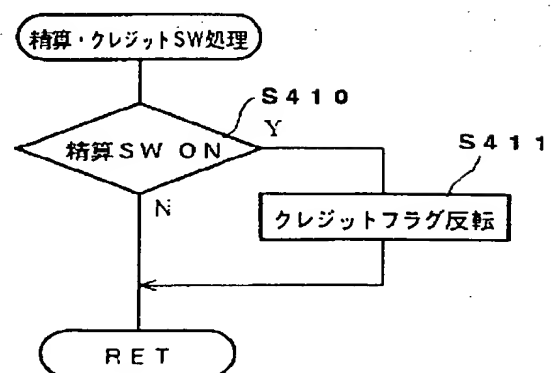 精算・クレジットSW処理
S410
Y
精算SW ON
S411
N
クレジットフラグ反転
RET